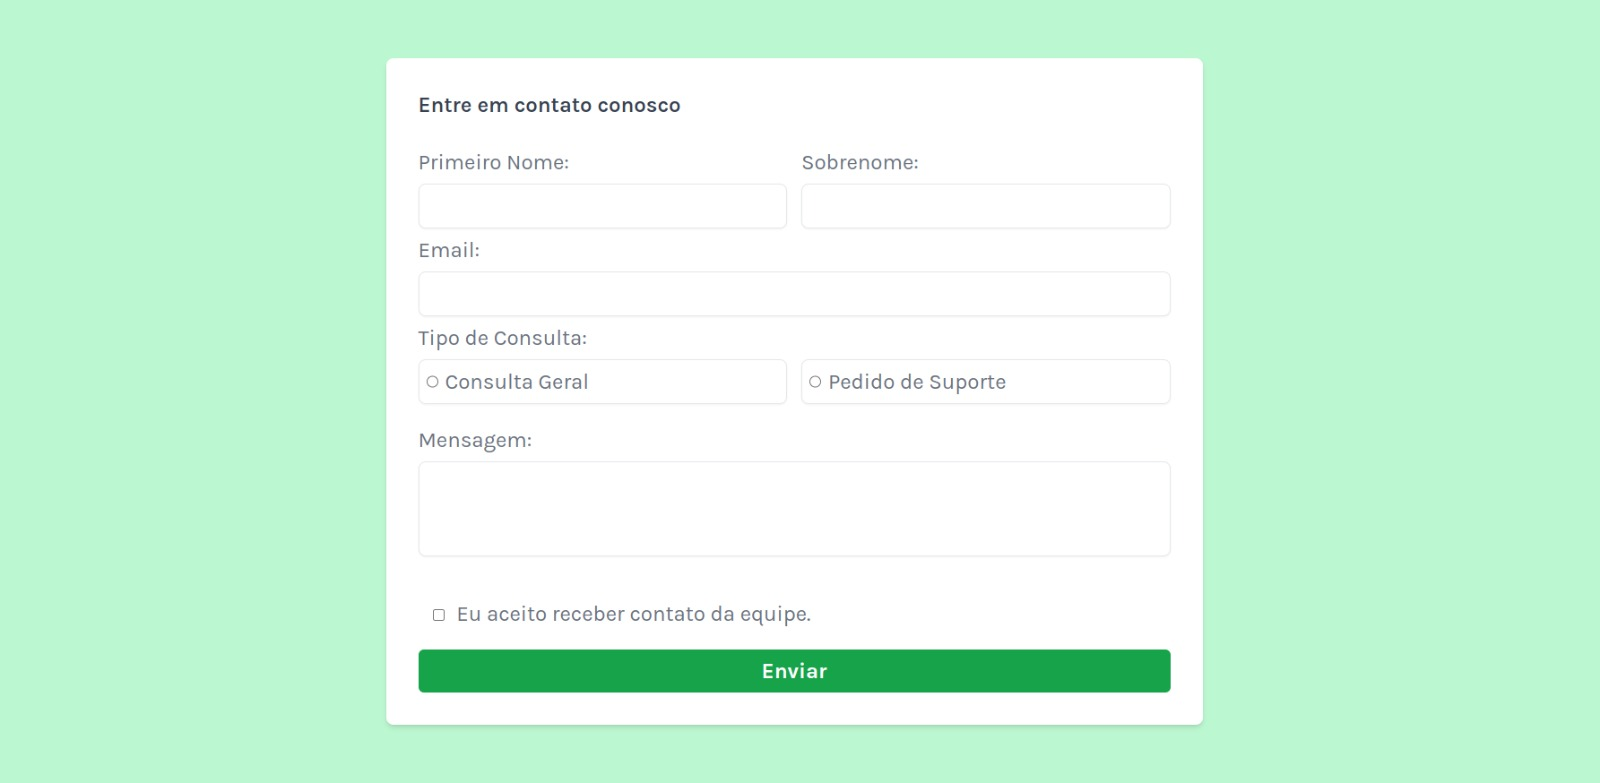 Entre em contato conosco
Primeiro Nome: Sobrenome:
Email:
Tipo de Consulta:
Consulta Geral Pedido de Suporte
Mensagem:
Eu aceito receber contato da equipe.
Enviar